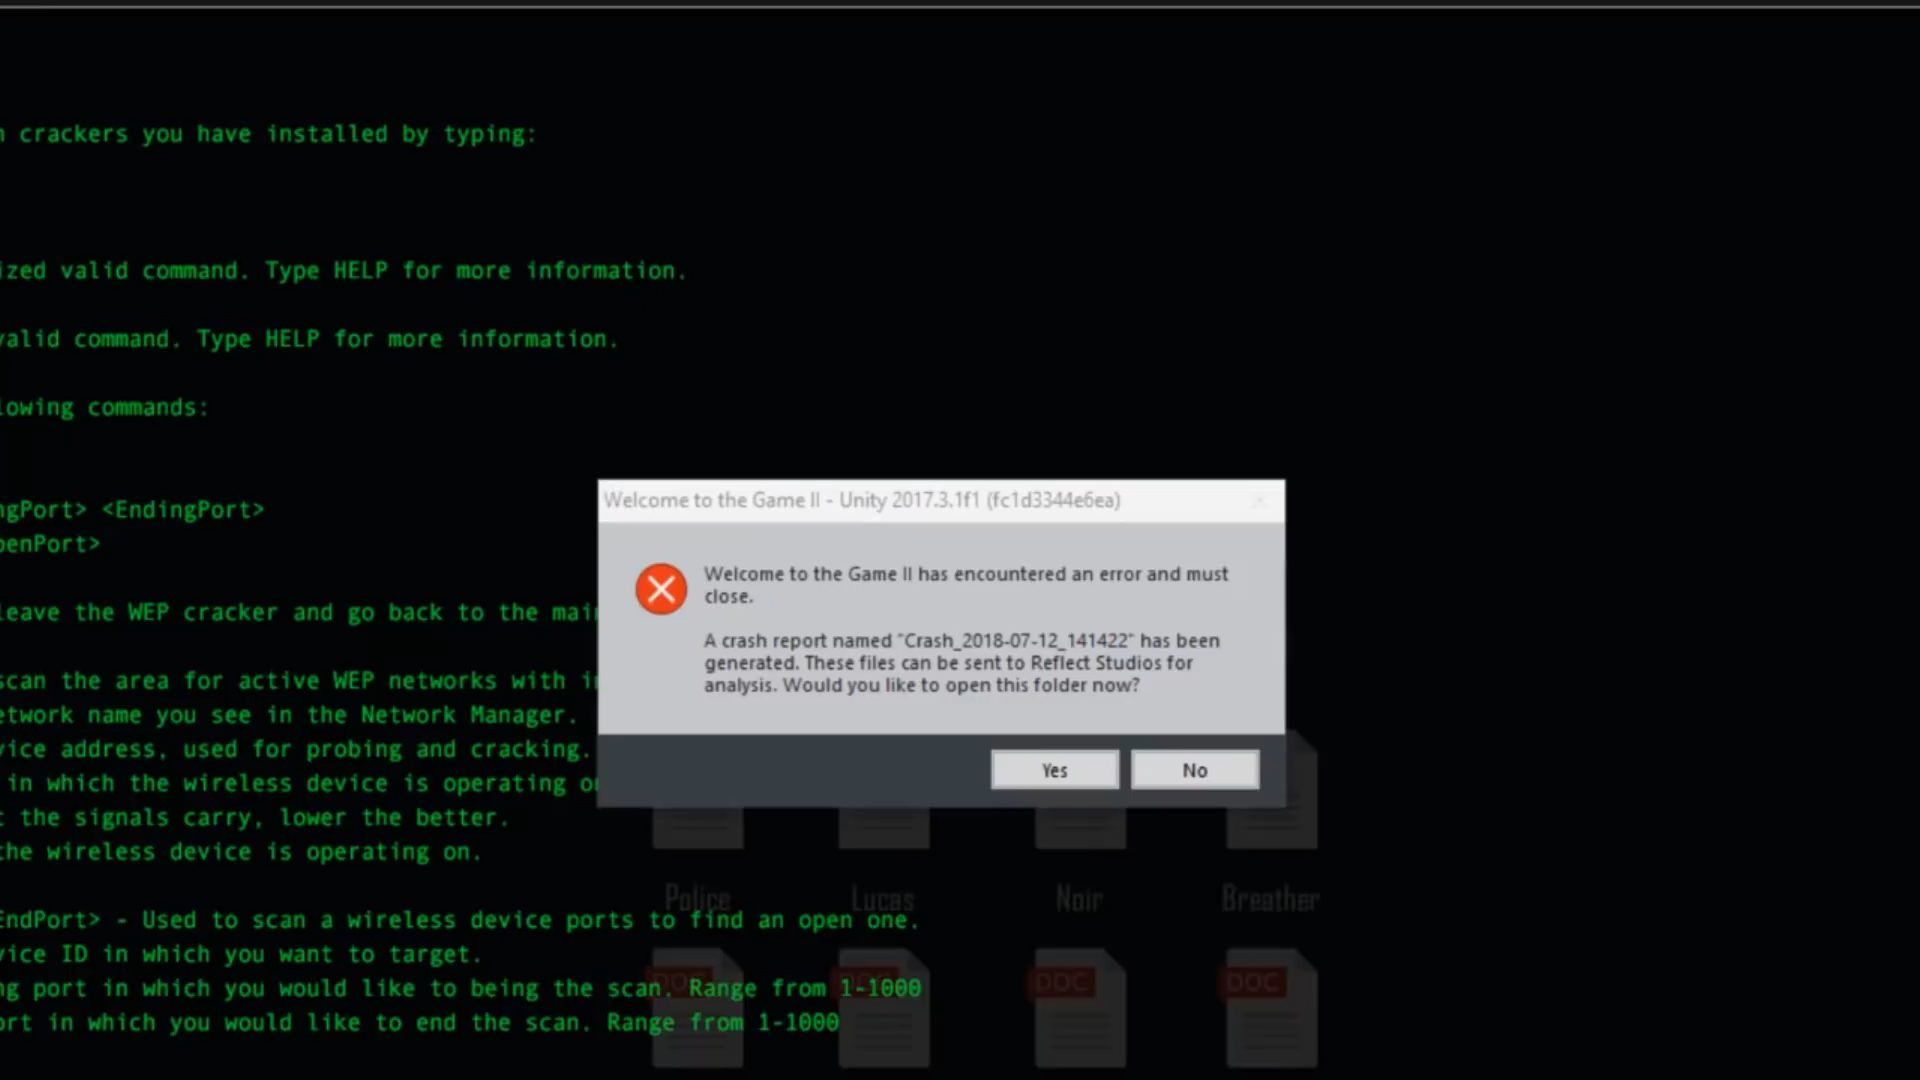 crackers you have installed by typing:
ized valid command. Type HELP for more information.
valid command. Type HELP for more information.
lowing commands:
ngPort> <EndingPort>
penPort>
Welcome to the Game II - Unity 2017.3.1f1 (fc1d3344e6ea)
Welcome to the Game II has encountered an error and must
close.
A crash report named "Crash_2018-07-12_141422" has been
generated. These files can be sent to Reflect Studios for
analysis. Would you like to open this folder now?
Yes No
leave the WEP cracker and go back to the mai
scan the area for active WEP networks with i
etwork name you see in the Network Manager.
vice address, used for probing and cracking.
in which the wireless device is operating o
t the signals carry, lower the better.
the wireless device is operating on.
Police Lucas Noir Breather
EndPort> - Used to scan a wireless device ports to find an open one.
vice ID in which you want to target.
ng port in which you would like to being the scan. Range from 1-1000
ort in which you would like to end the scan. Range from 1-1000
DOC DOC DOC DOC